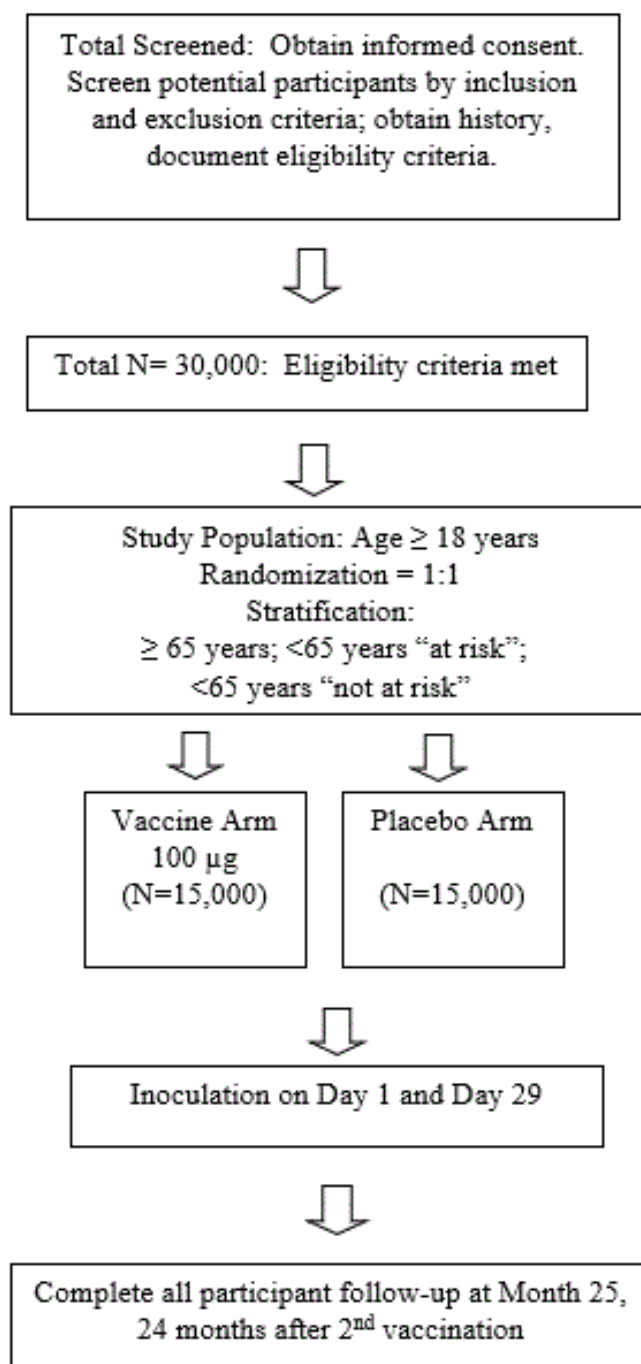 Total Screened: Obtain informed consent.
Screen potential participants by inclusion
and exclusion criteria; obtain history,
document eligibility criteria.
Total N= 30,000: Eligibility criteria met
Study Population: Age ≥ 18 years
Randomization = 1:1
Stratification:
≥ 65 years; <65 years “at risk”;
<65 years “not at risk”
Vaccine Arm
100 µg
(N=15,000)
Placebo Arm
(N=15,000)
Inoculation on Day 1 and Day 29
Complete all participant follow-up at Month 25,
24 months after 2nd vaccination